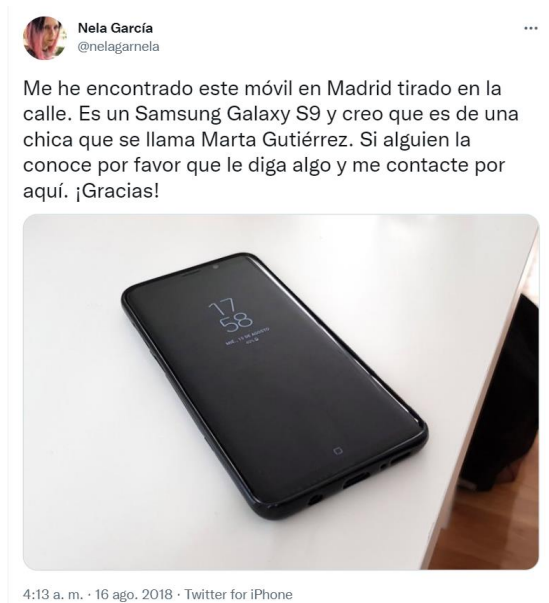 Nela García
@nelagarnela
Me he encontrado este móvil en Madrid tirado en la
calle. Es un Samsung Galaxy S9 y creo que es de una
chica que se llama Marta Gutiérrez. Si alguien la
conoce por favor que le diga algo y me contacte por
aquí. ¡Gracias!
17
58
4:13 a. m. · 16 ago. 2018 · Twitter for iPhone